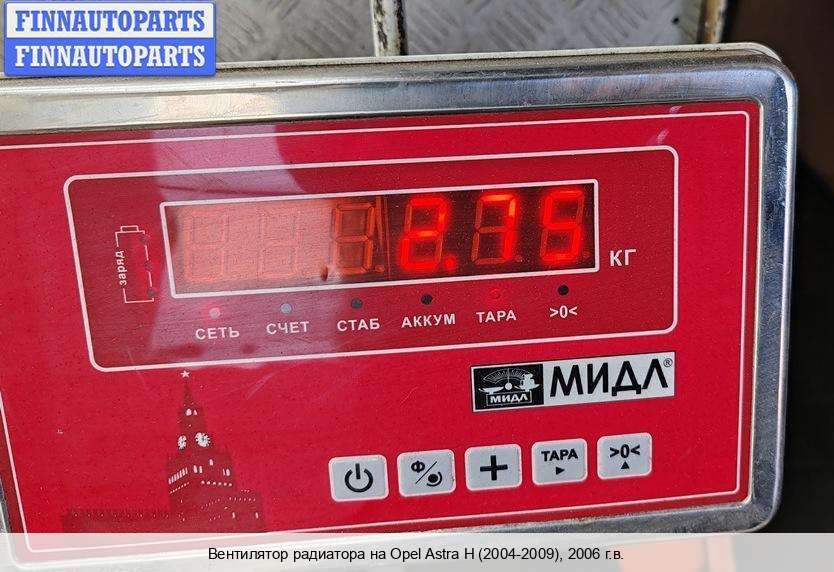 FINNAUTOPARTS
FINNAUTOPARTS
заряд
2.75
КГ
СЕТЬ СЧЕТ СТАБ АККУМ ТАРА >0<
МИДЛ МИДЛ®
Ф/ + ТАРА >0<
Вентилятор радиатора на Opel Astra H (2004-2009), 2006 г.в.